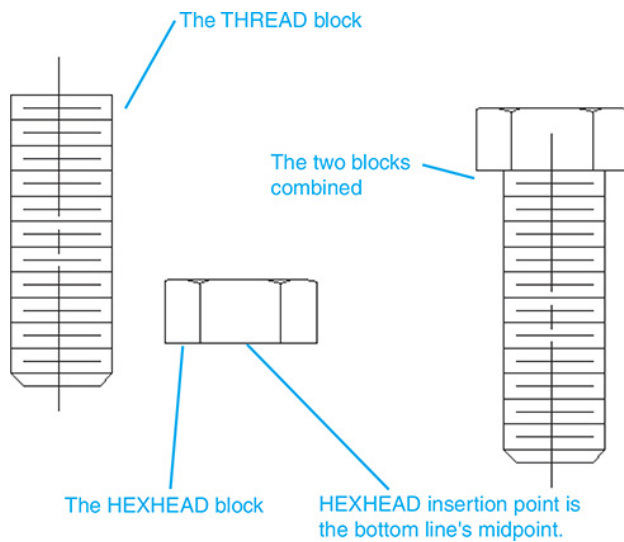 The THREAD block
The two blocks
combined
The HEXHEAD block
HEXHEAD insertion point is
the bottom line's midpoint.